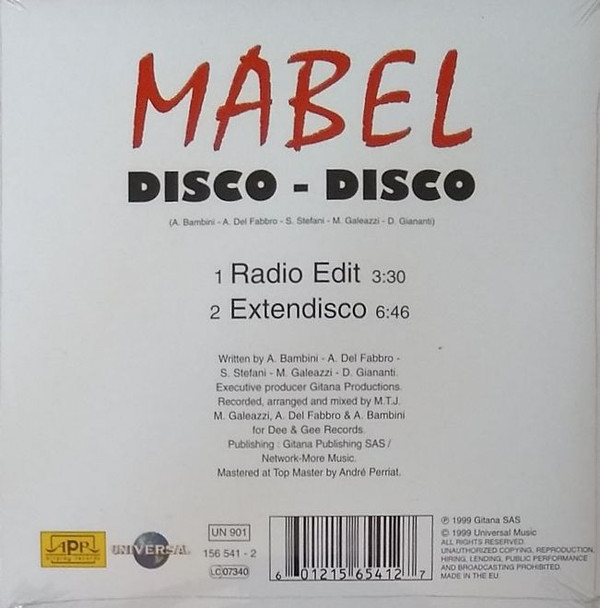 MABEL
DISCO - DISCO
(A. Bambini - A. Del Fabbro - S. Stefani - M. Galeazzi - D. Giananti)
1 Radio Edit 3:30
2 Extendisco 6:46
Written by A. Bambini - A. Del Fabbro -
S. Stefani - M. Galeazzi - D. Giananti.
Executive producer Gitana Productions.
Recorded, arranged and mixed by M.T.J.
M. Galeazzi, A. Del Fabbro & A. Bambini
for Dee & Gee Records.
Publishing : Gitana Publishing SAS /
Network-More Music.
Mastered at Top Master by André Perriat.
UNIVERSAL
UN 901
156 541 - 2
LC 07340
6 01215 65412 7
℗ 1999 Gitana SAS
© 1999 Universal Music
ALL RIGHTS RESERVED.
UNAUTHORIZED COPYING, REPRODUCTION,
HIRING, LENDING, PUBLIC PERFORMANCE
AND BROADCASTING PROHIBITED.
MADE IN THE EU.